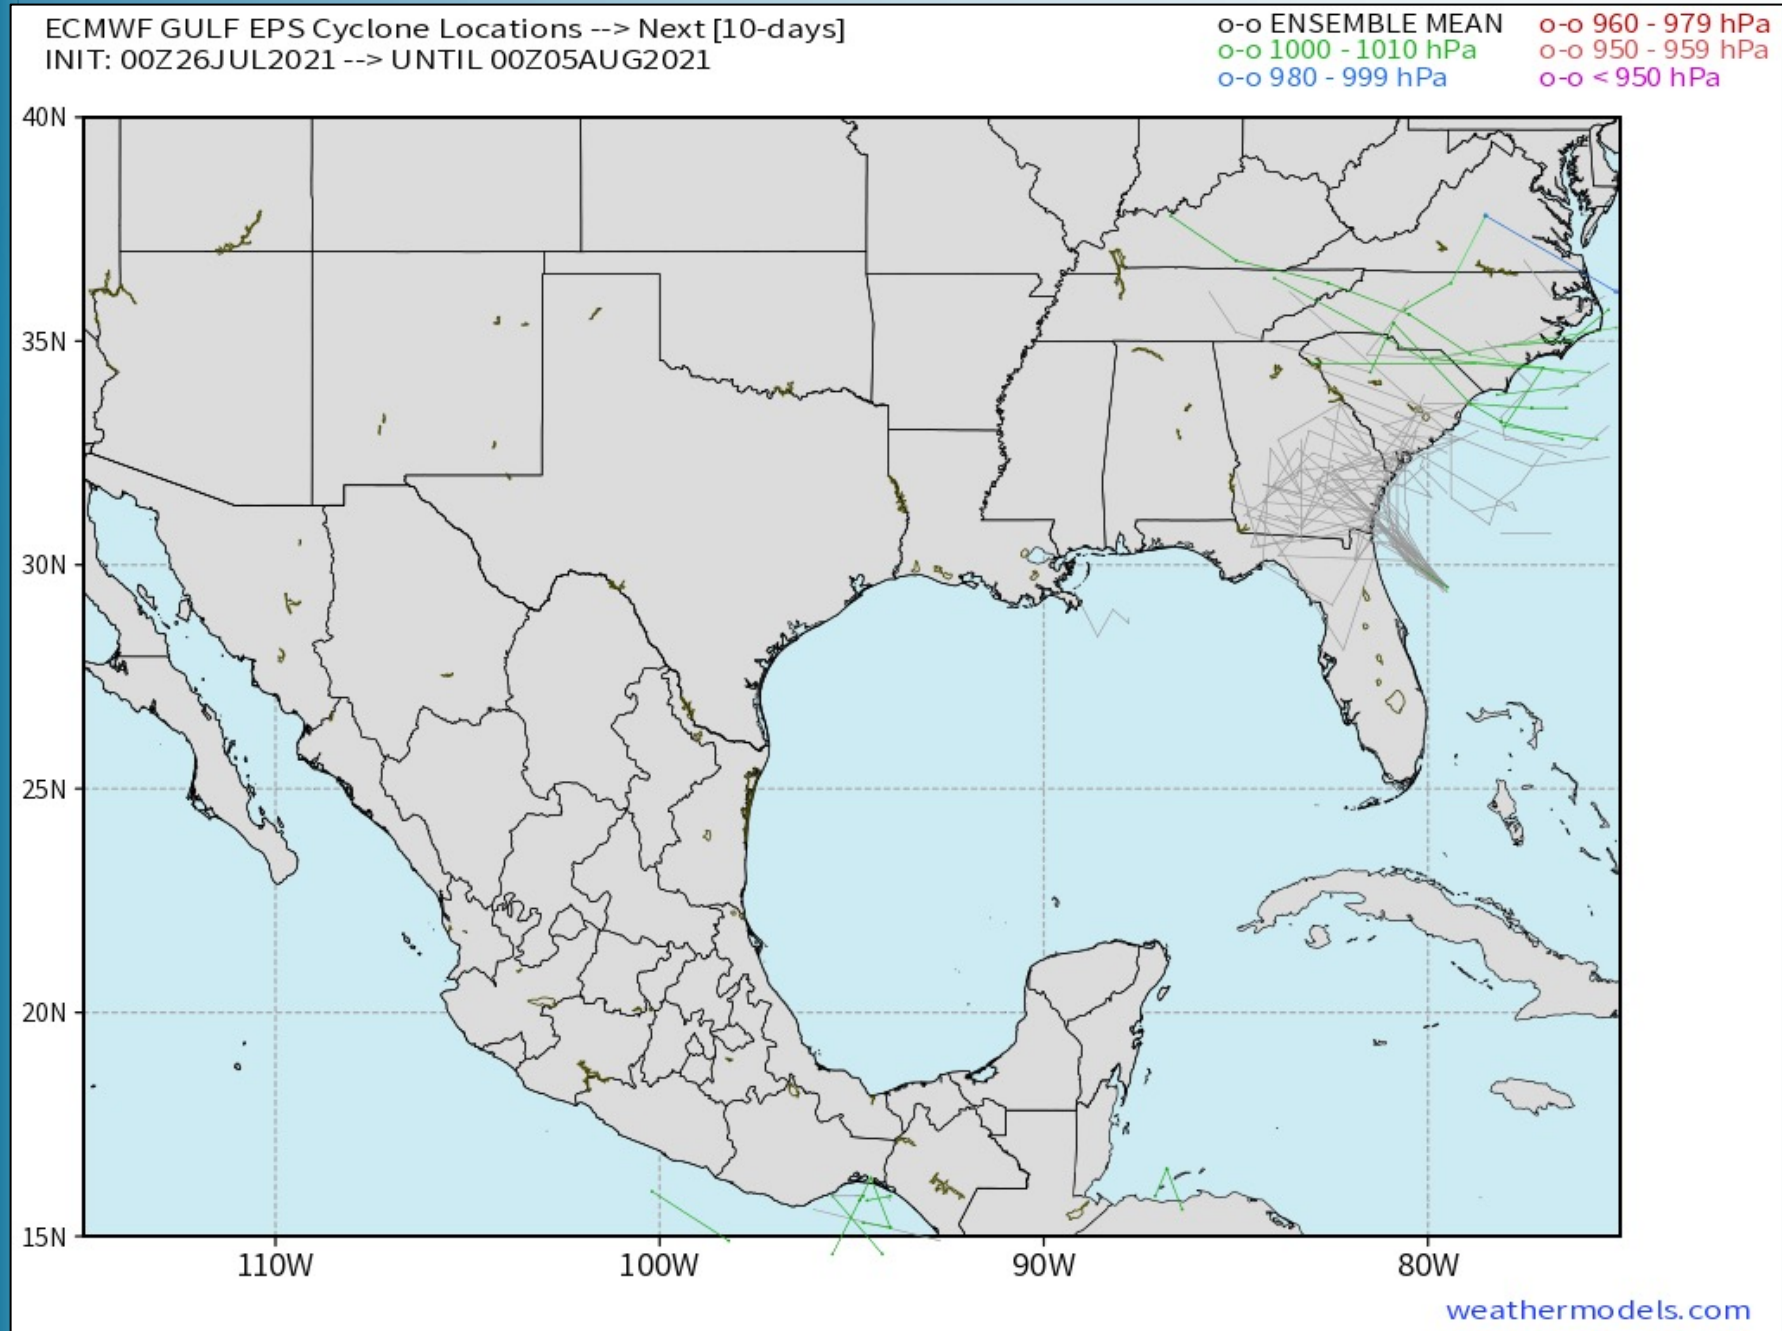 ECMWF GULF EPS Cyclone Locations --> Next [10-days]
INIT: 00Z26JUL2021 --> UNTIL 00Z05AUG2021
o-o ENSEMBLE MEAN
o-o 960 - 979 hPa
o-o 1000 - 1010 hPa
o-o 950 - 959 hPa
o-o 980 - 999 hPa
o-o < 950 hPa
40N
35N
30N
25N
20N
15N
110W
100W
90W
80W
weathermodels.com